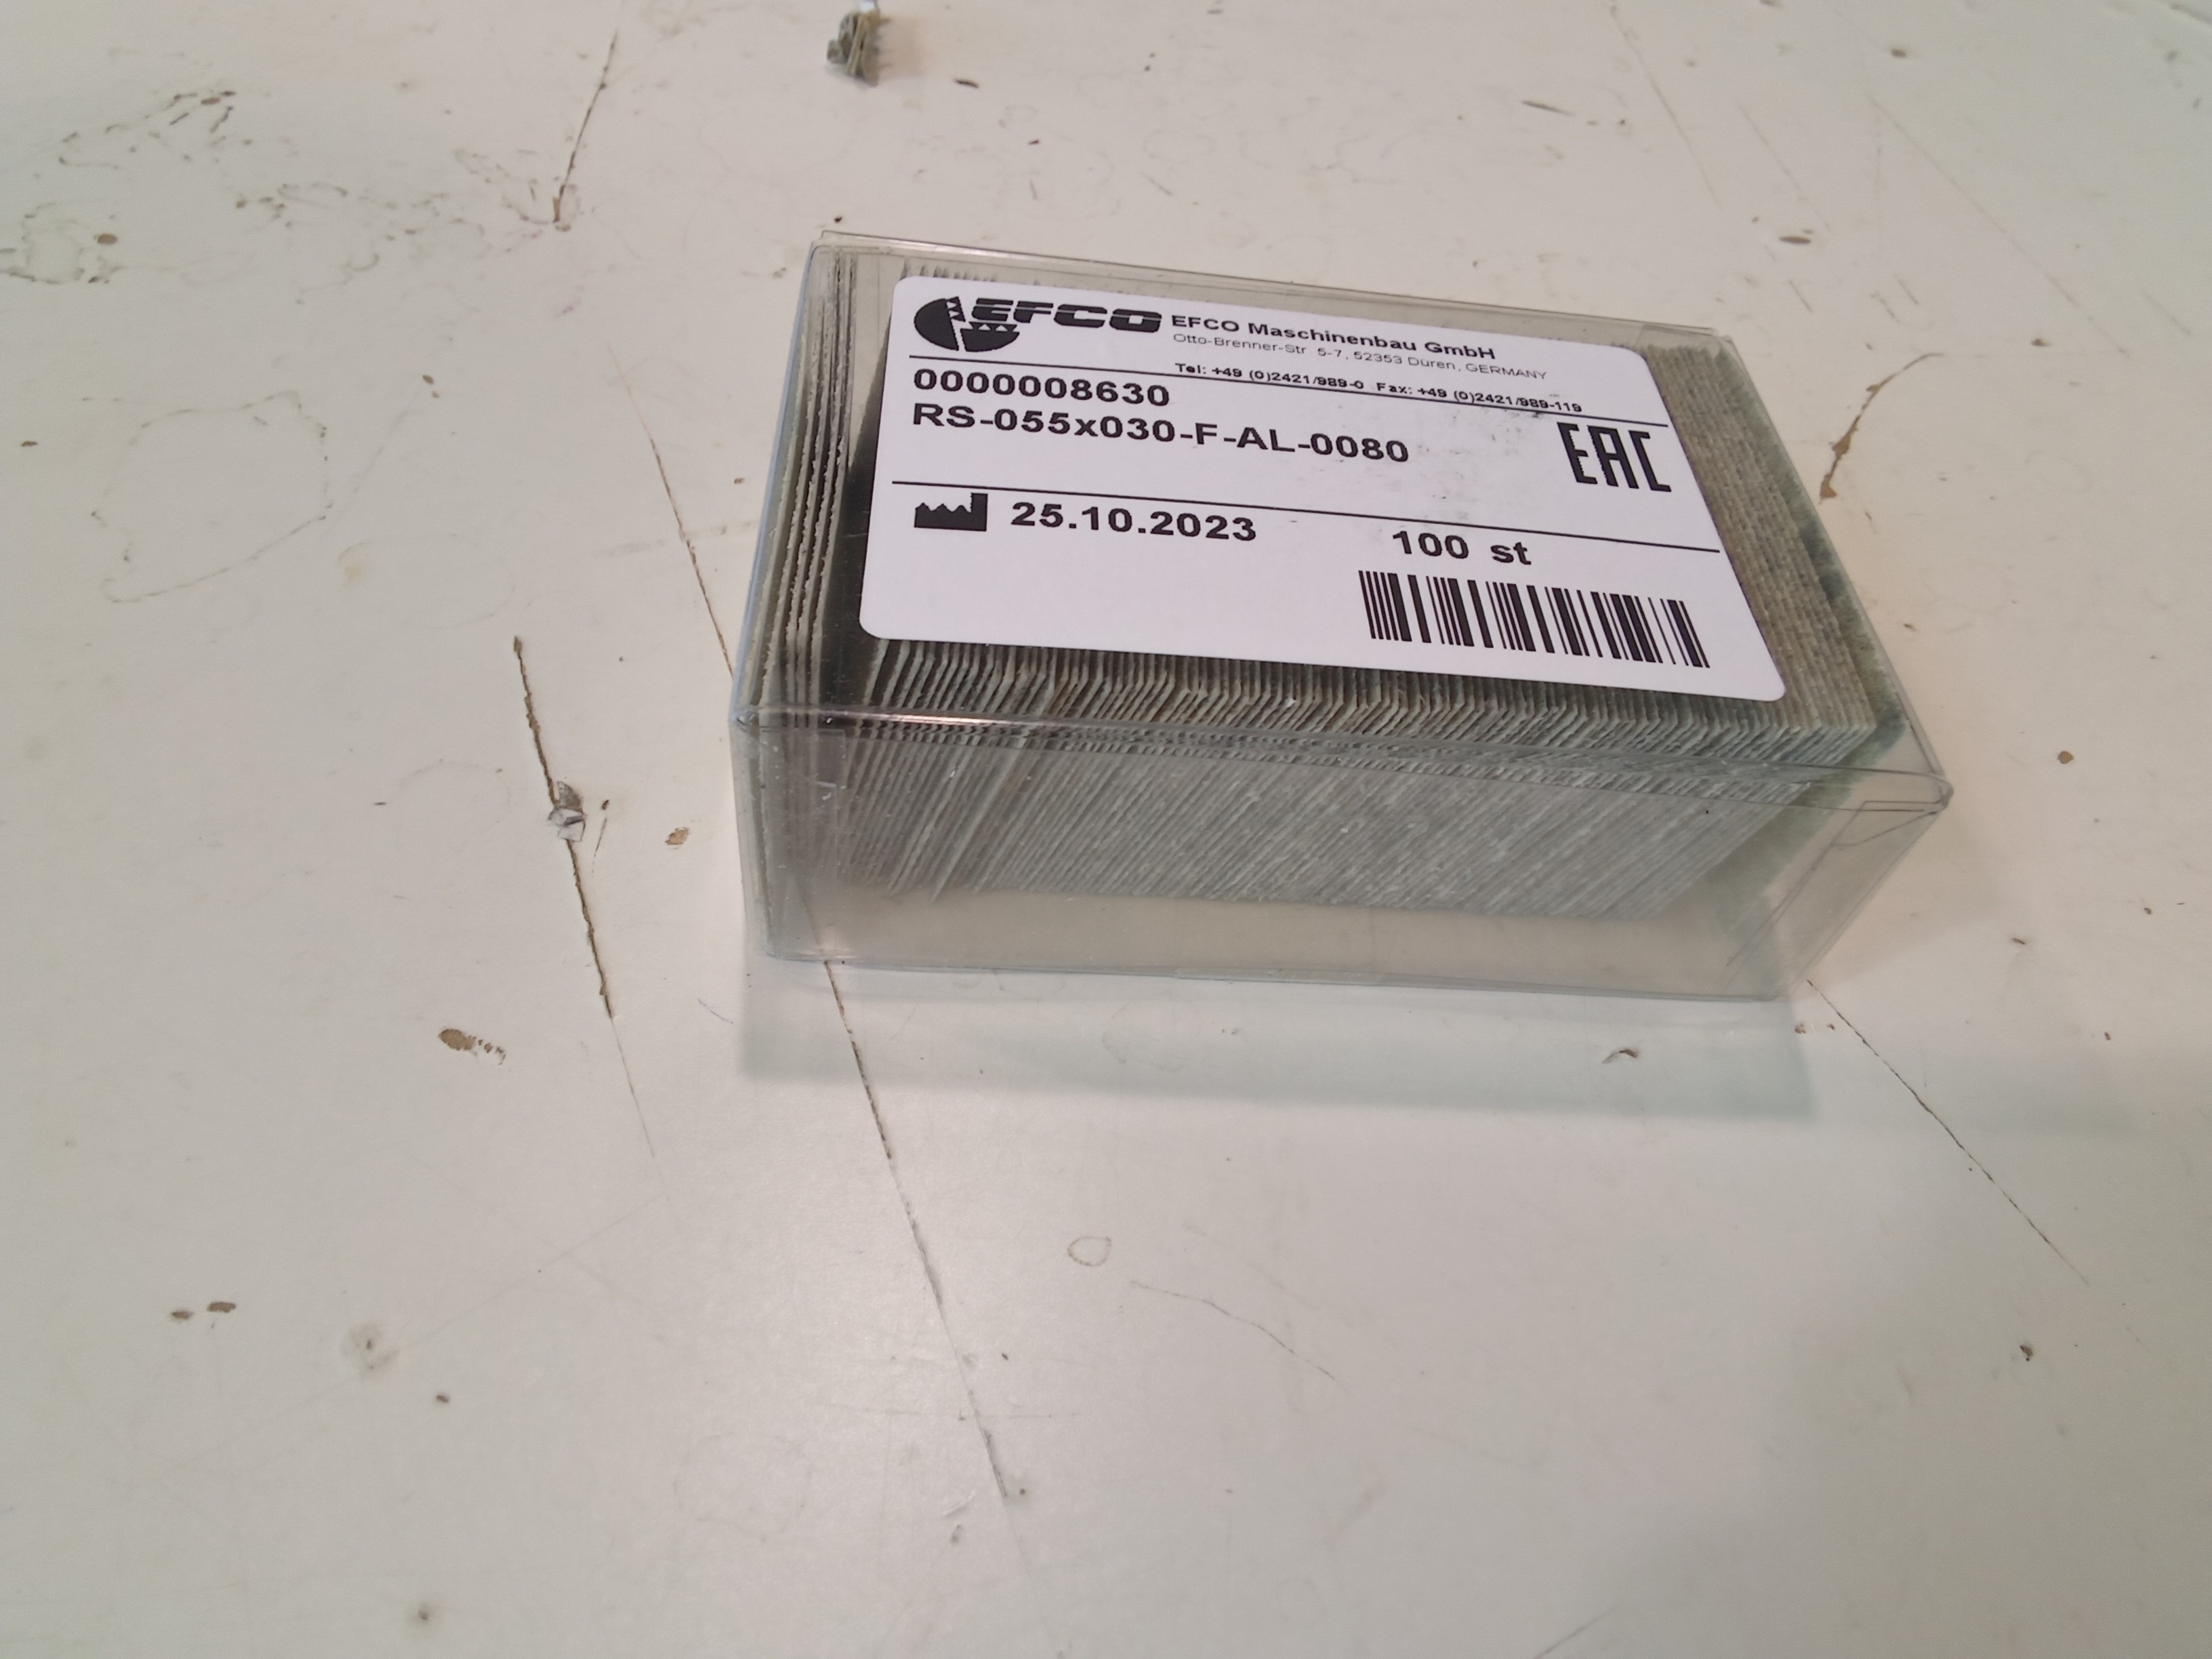 EFCO
EFCO Maschinenbau GmbH
Otto-Brenner-Str 5-7, 52353 Duren, GERMANY
Tel: +49 (0)2421/989-0 Fax: +49 (0)2421/989-119
0000008630
RS-055x030-F-AL-0080
EAC
25.10.2023
100 st